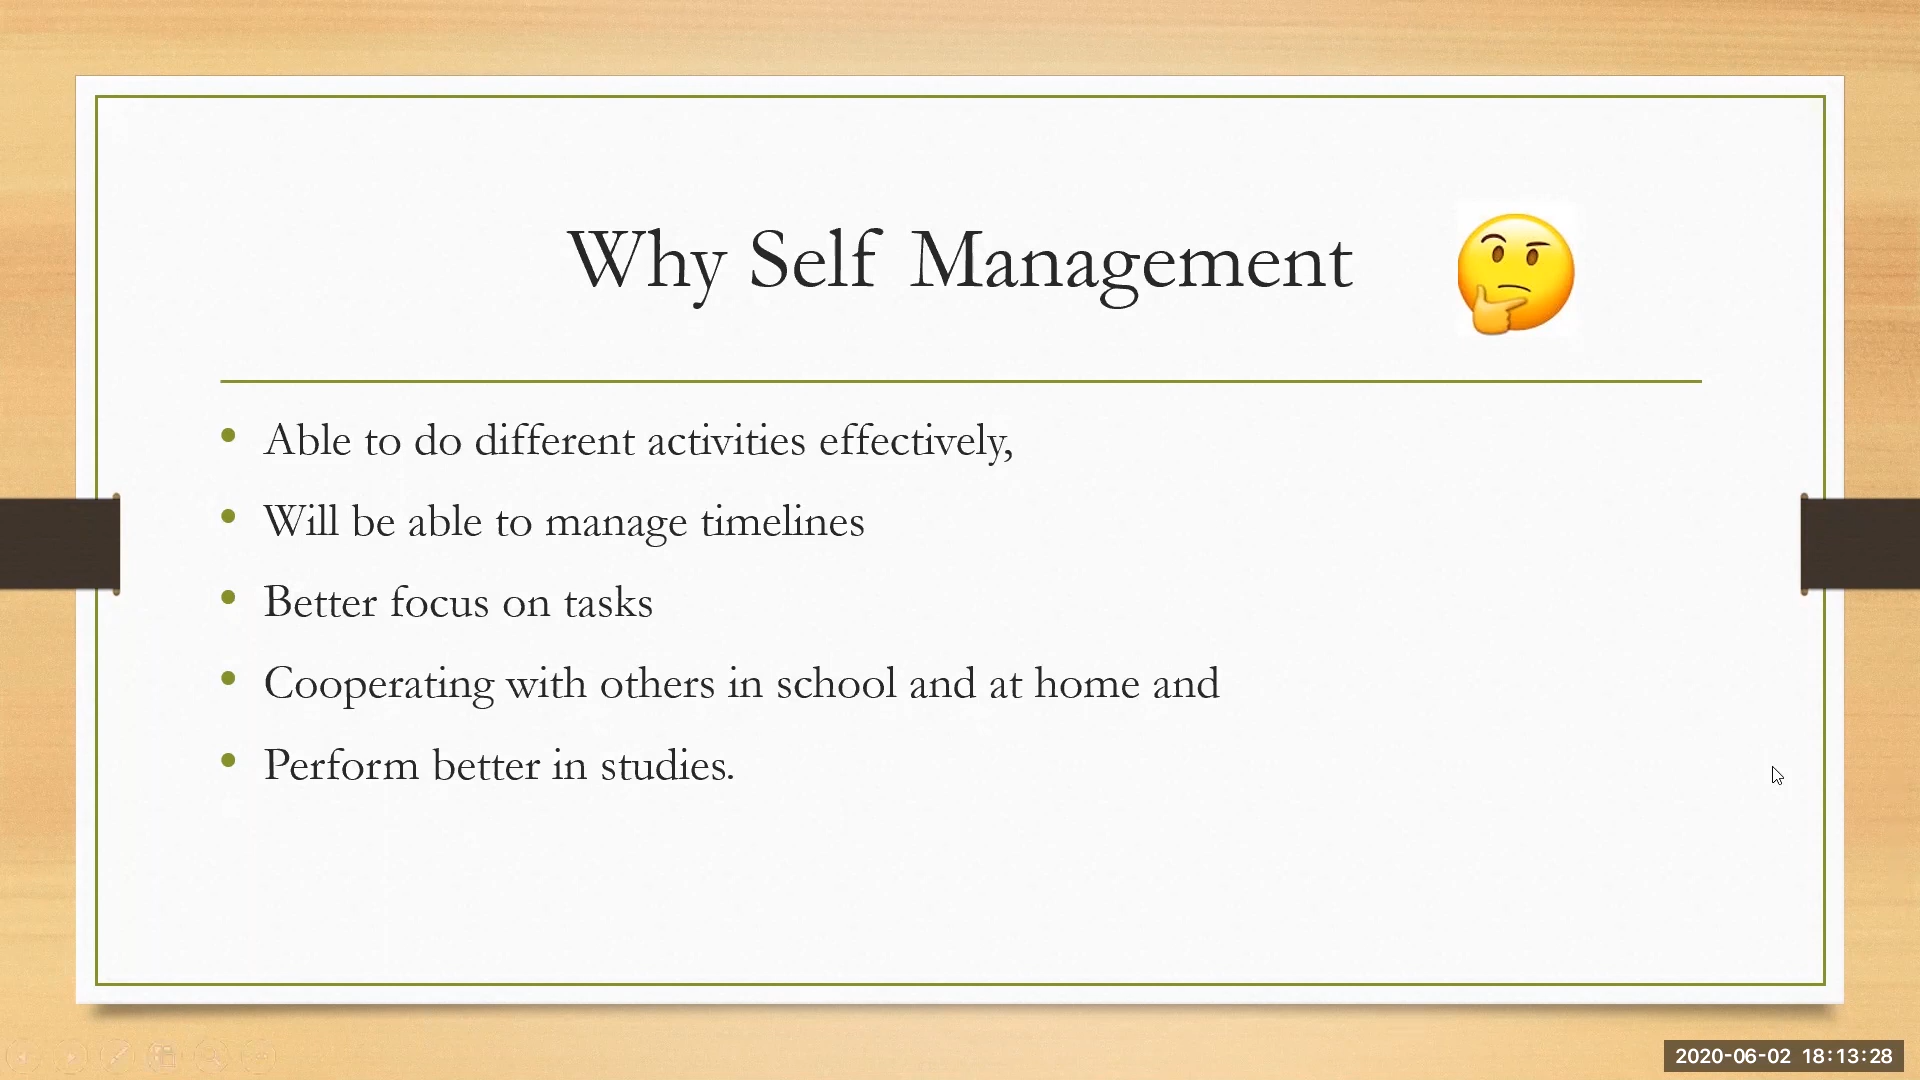 Why Self Management
Able to do different activities effectively,
Will be able to manage timelines
Better focus on tasks
Cooperating with others in school and at home and
Perform better in studies.
2020-06-02 18:13:28